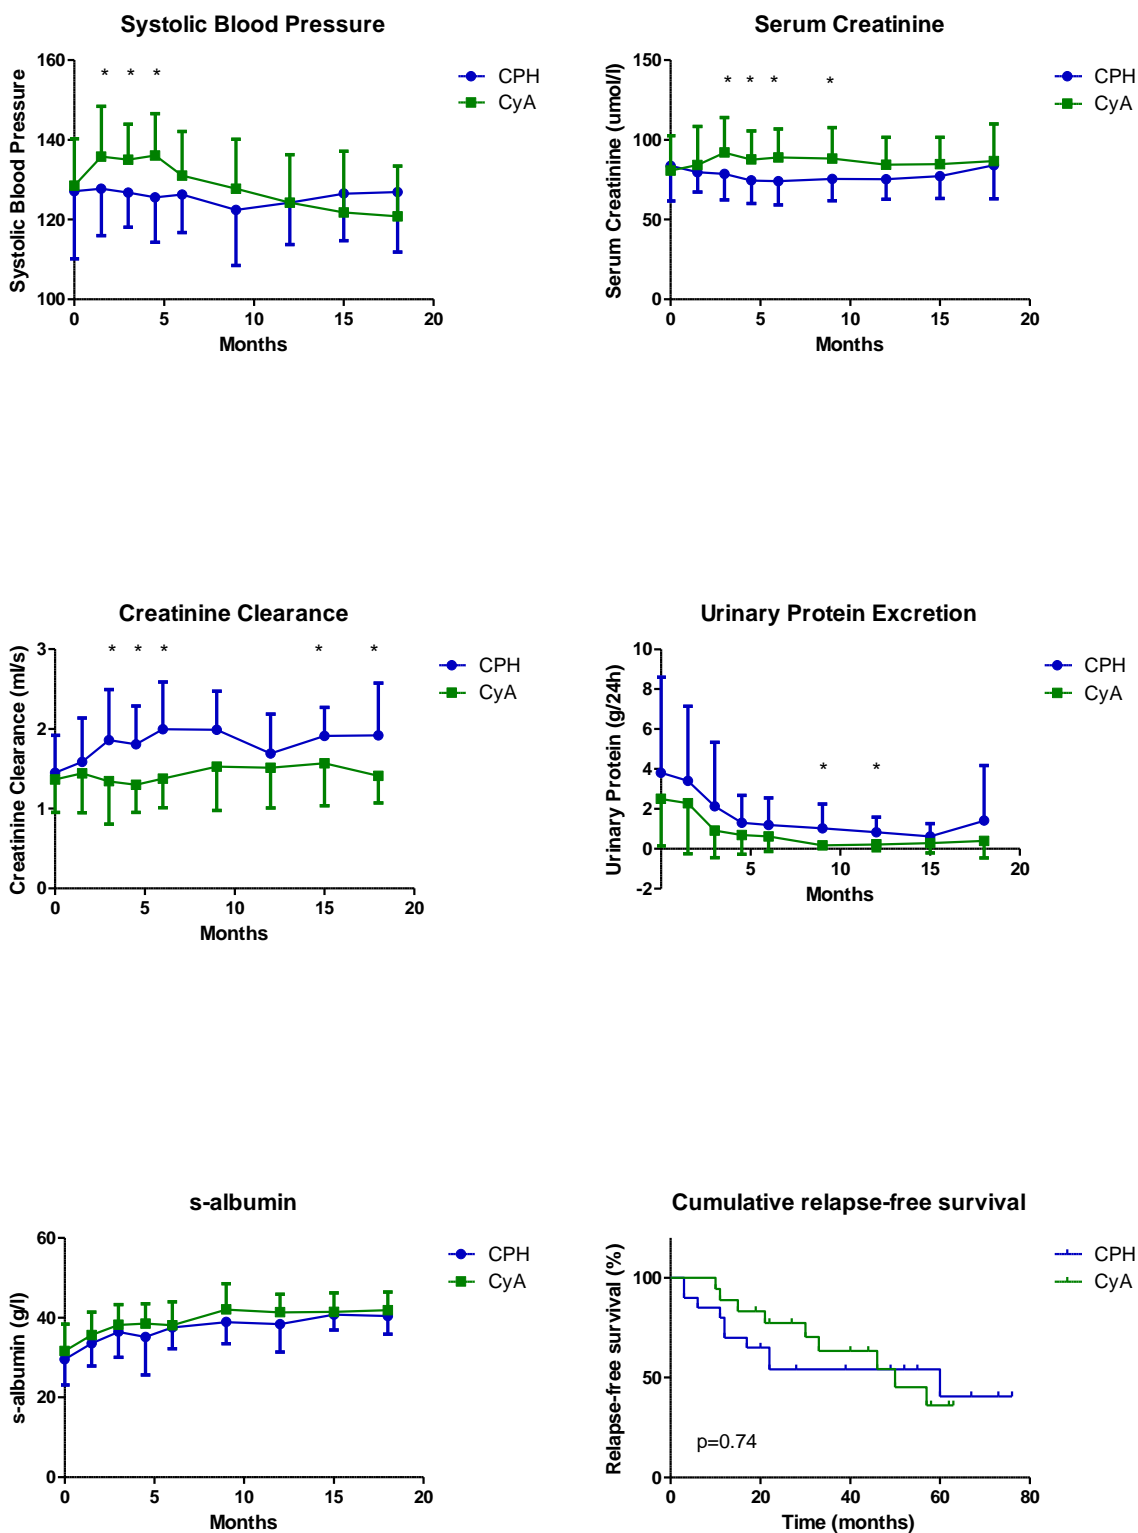 Systolic Blood Pressure
Systolic Blood Pressure
160
140
120
100
* * *
CPH
CyA
0 5 10 15 20
Months
Serum Creatinine
Serum Creatinine (umol/l)
150
100
50
0
* * * *
CPH
CyA
0 5 10 15 20
Months
Creatinine Clearance
Creatinine Clearance (ml/s)
3
2
1
0
* * * * *
CPH
CyA
0 5 10 15 20
Months
Urinary Protein Excretion
Urinary Protein (g/24h)
10
8
6
4
2
0
-2
* *
CPH
CyA
5 10 15 20
Months
s-albumin
s-albumin (g/l)
60
40
20
0
CPH
CyA
0 5 10 15 20
Months
Cumulative relapse-free survival
Relapse-free survival (%)
100
50
0
CPH
CyA
p=0.74
0 20 40 60 80
Time (months)